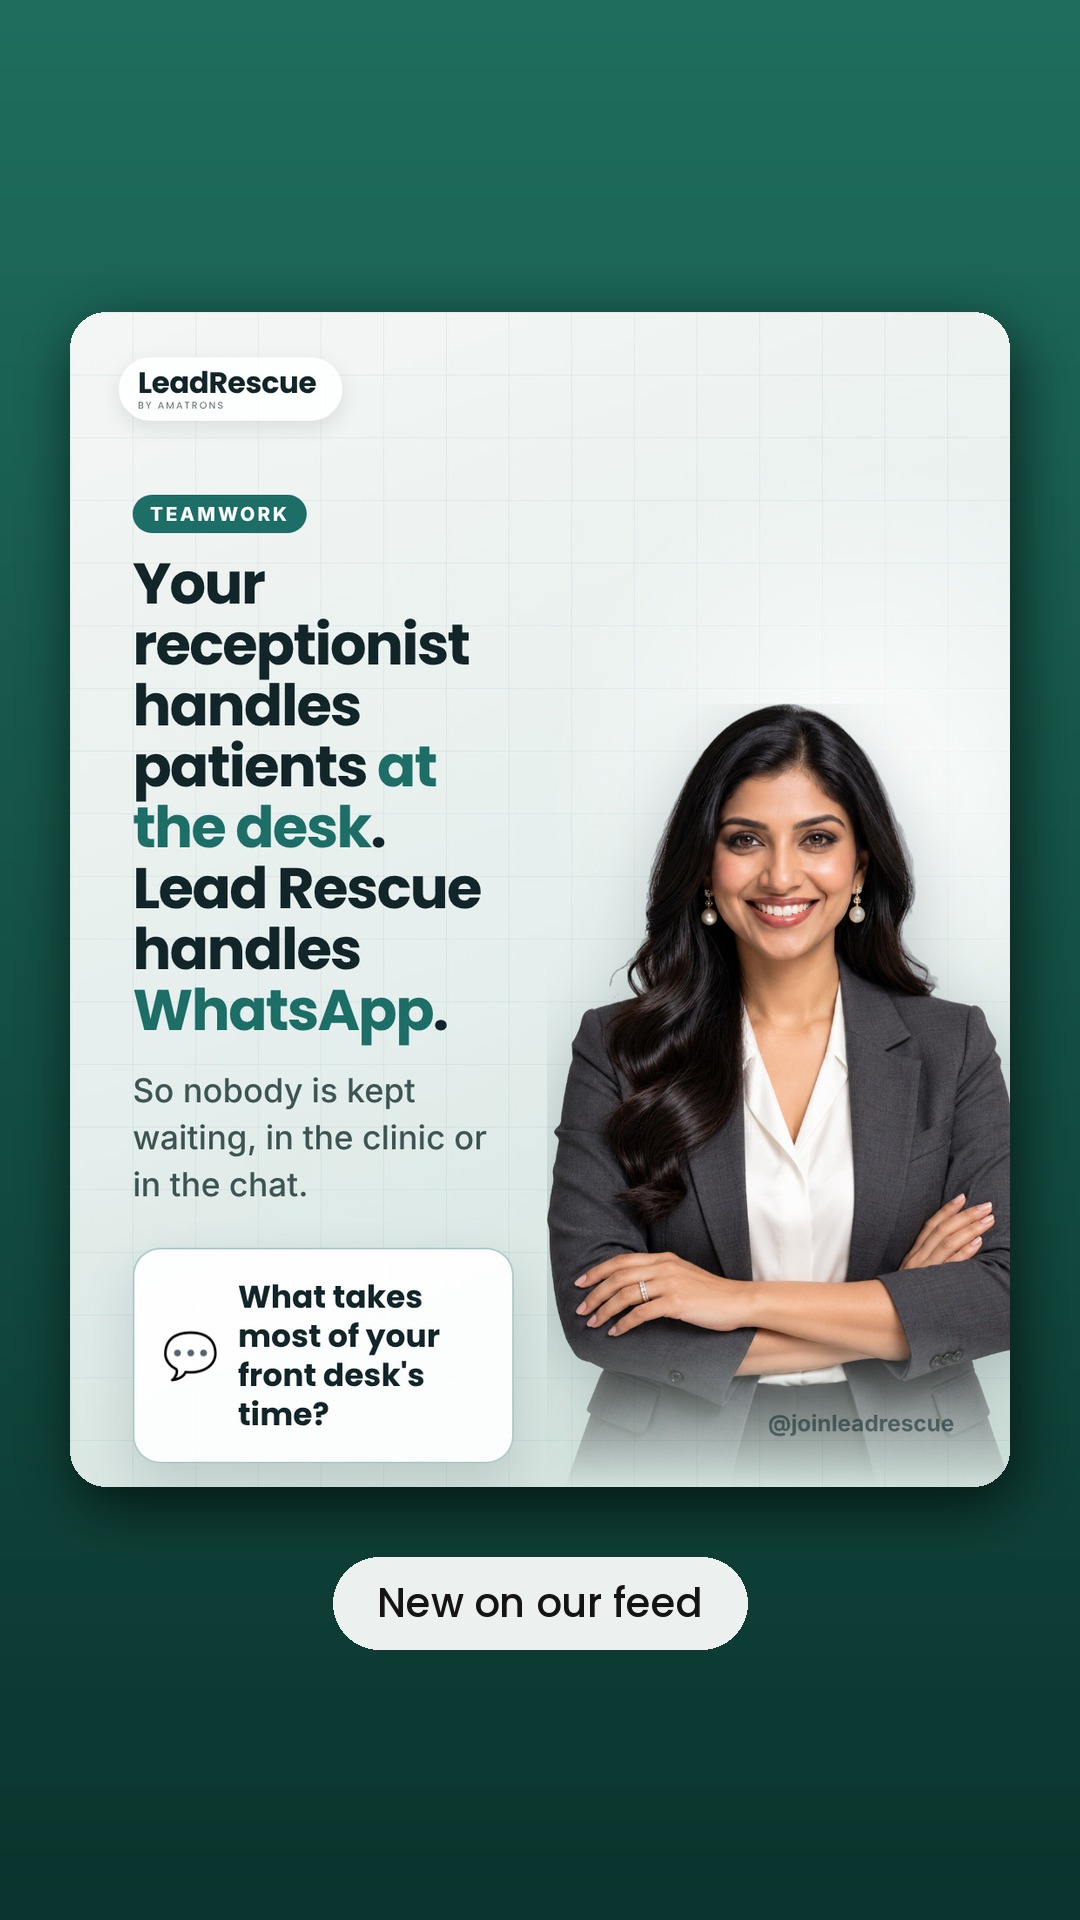 LeadRescue
BY AMATRONS
TEAMWORK
Your
receptionist
handles
patients at
the desk.
Lead Rescue
handles
WhatsApp.
So nobody is kept
waiting, in the clinic or
in the chat.
What takes
most of your
front desk's
time?
@joinleadrescue
New on our feed